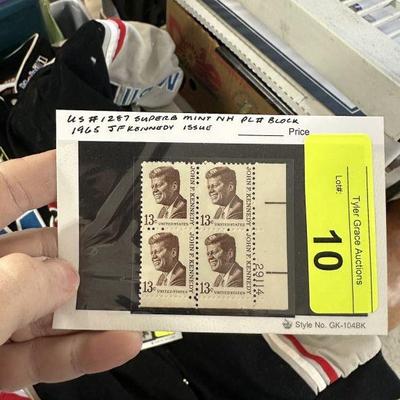 US #1287 SUPERB MINT NH PL# BLOCK
1965 JF KENNEDY ISSUE
Price
JOHN F. KENNEDY
13c
UNITED STATES
JOHN F. KENNEDY
13c
UNITED STATES
JOHN F. KENNEDY
13c
UNITED STATES
JOHN F. KENNEDY
13c
UNITED STATES
29114
Lot#:
10
Tyler Grace Auctions
Style No. GK-104BK